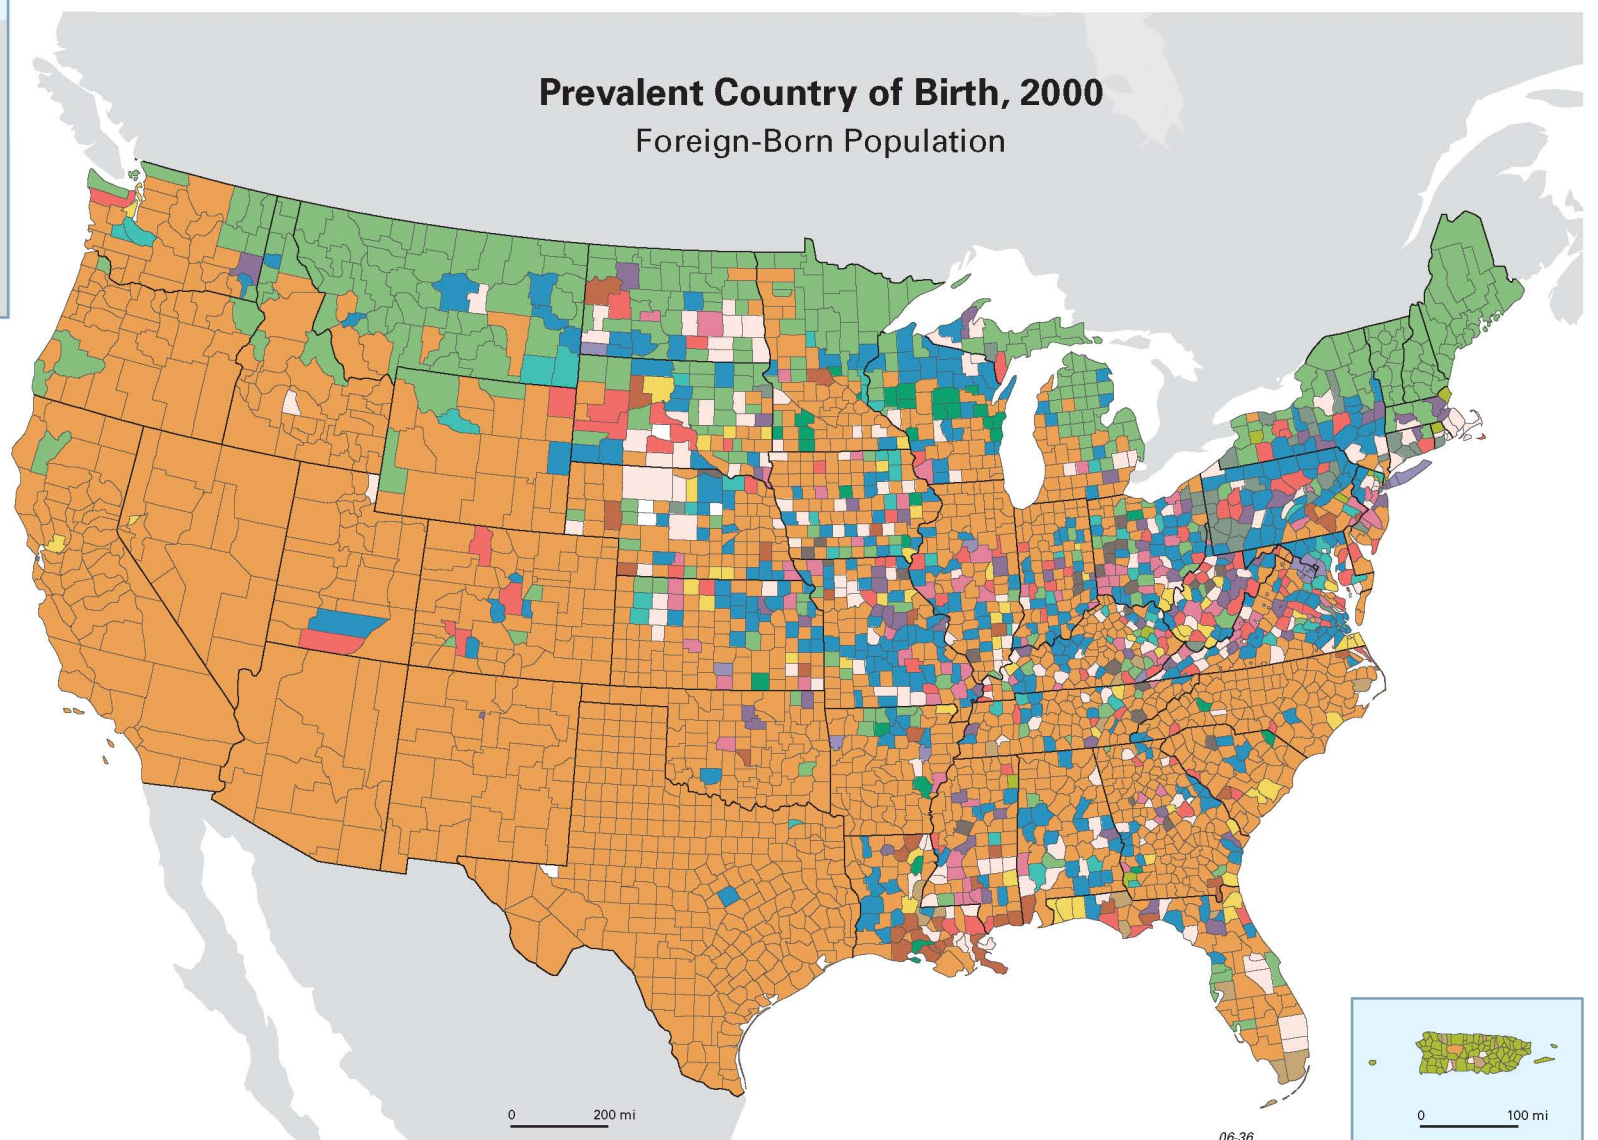 Prevalent Country of Birth, 2000
Foreign-Born Population
0 200 mi
0 100 mi
06-36